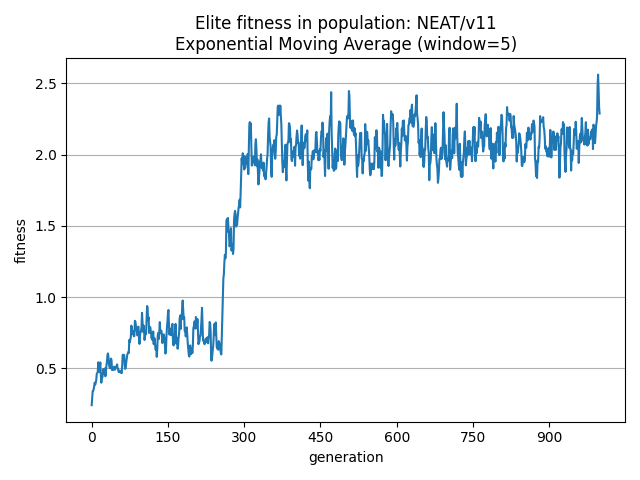 Elite fitness in population: NEAT/v11
Exponential Moving Average (window=5)
fitness
2.5
2.0
1.5
1.0
0.5
0 150 300 450 600 750 900
generation